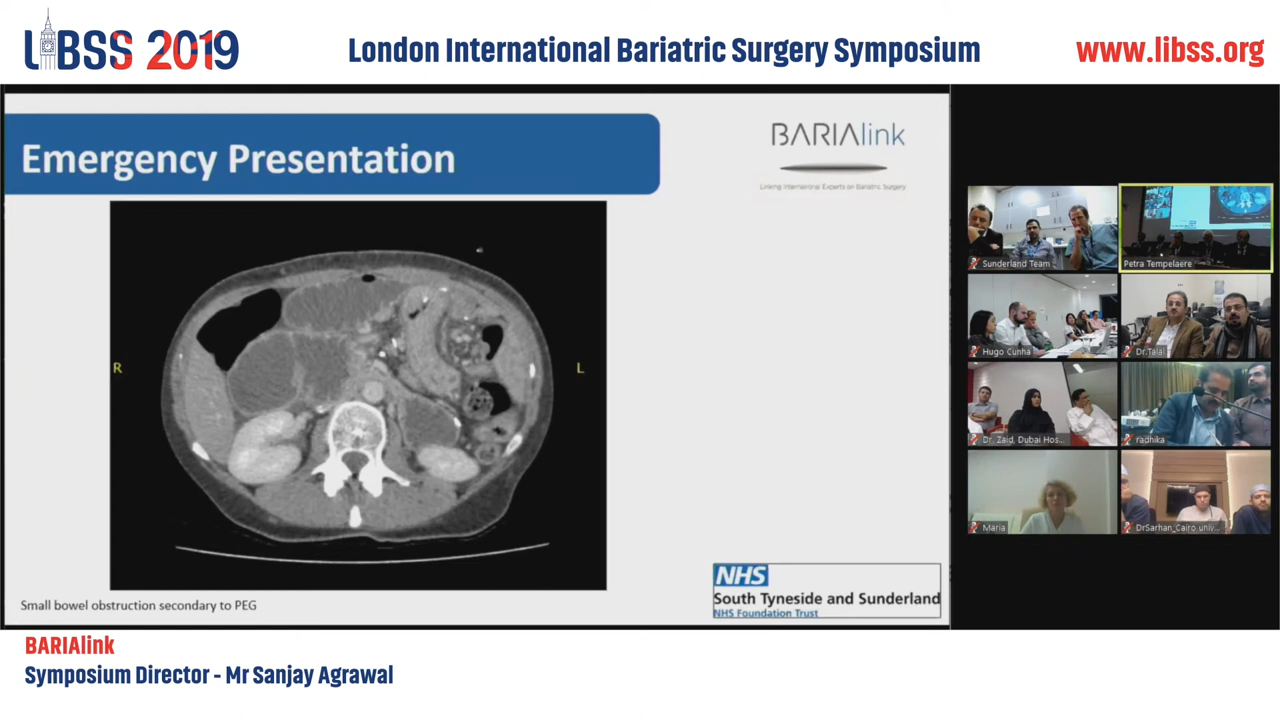 LIBSS 2019
London International Bariatric Surgery Symposium
www.libss.org
Emergency Presentation
BARIAlink
Linking International Experts on Bariatric Surgery
R
L
Small bowel obstruction secondary to PEG
NHS
South Tyneside and Sunderland
NHS Foundation Trust
Sunderland Team
Petra Tempelaere
Hugo Cunha
Dr.Talal
Dr. Zaid, Dubai Hos...
radhika
Maria
DrSarhan_Cairo univ...
BARIAlink
Symposium Director - Mr Sanjay Agrawal